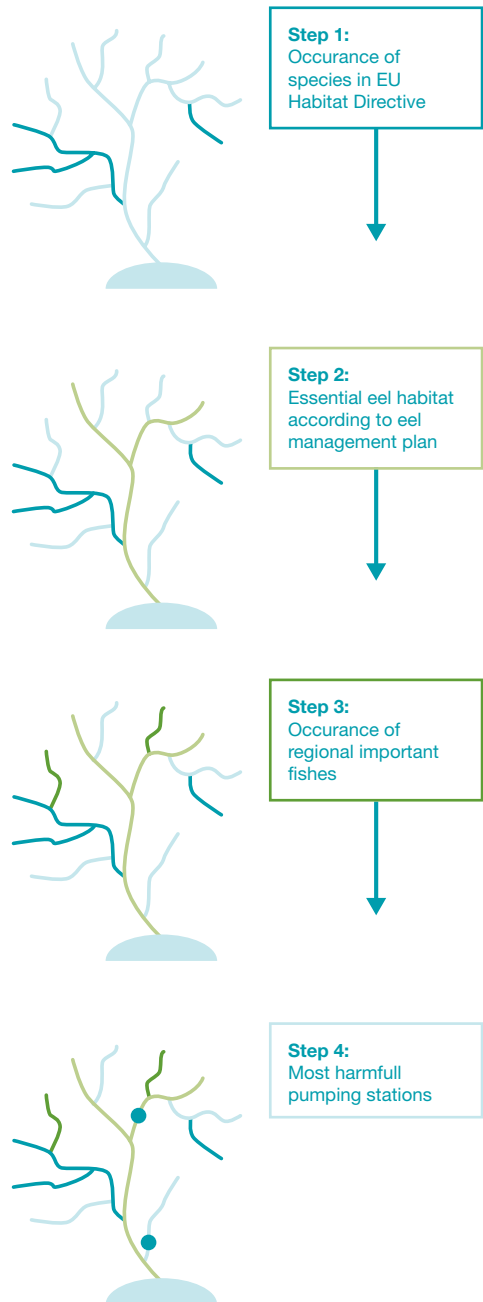 Step 1:
Occurance of
species in EU
Habitat Directive
Step 2:
Essential eel habitat
according to eel
management plan
Step 3:
Occurance of
regional important
fishes
Step 4:
Most harmfull
pumping stations